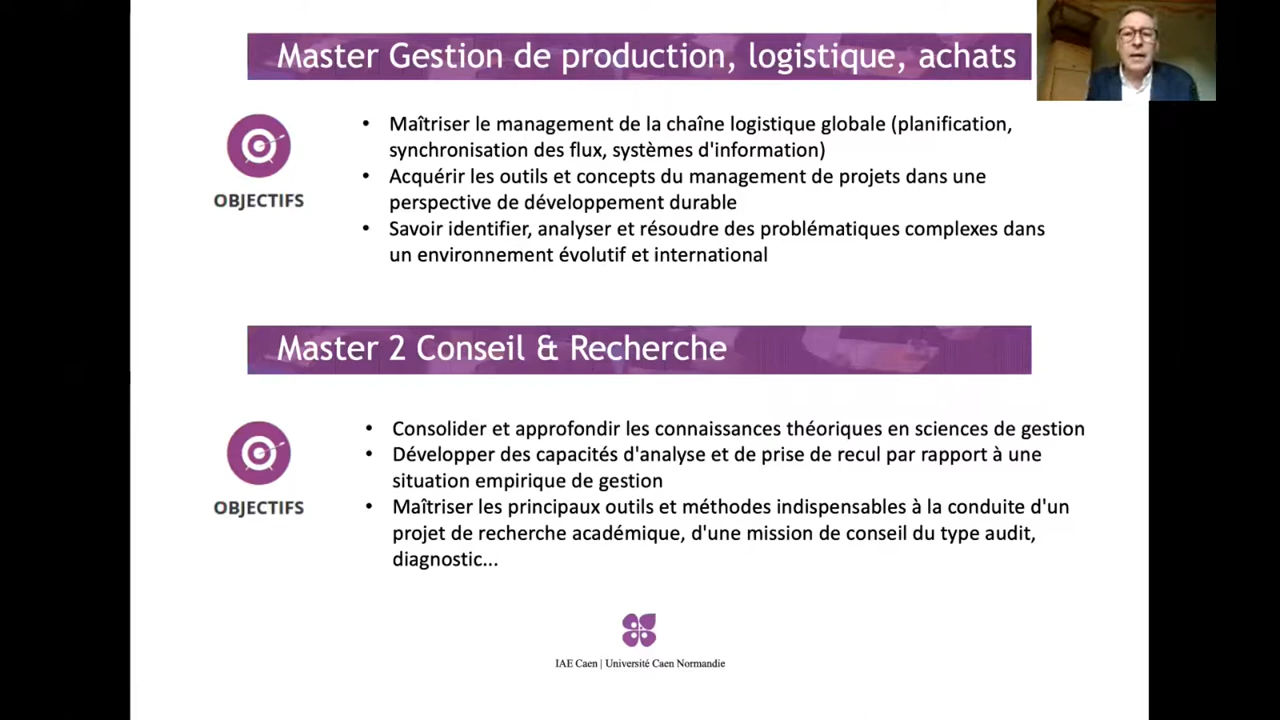 Master Gestion de production, logistique, achats
OBJECTIFS
• Maîtriser le management de la chaîne logistique globale (planification,
synchronisation des flux, systèmes d'information)
• Acquérir les outils et concepts du management de projets dans une
perspective de développement durable
• Savoir identifier, analyser et résoudre des problématiques complexes dans
un environnement évolutif et international
Master 2 Conseil & Recherche
OBJECTIFS
• Consolider et approfondir les connaissances théoriques en sciences de gestion
• Développer des capacités d'analyse et de prise de recul par rapport à une
situation empirique de gestion
• Maîtriser les principaux outils et méthodes indispensables à la conduite d'un
projet de recherche académique, d'une mission de conseil du type audit,
diagnostic...
IAE Caen | Université Caen Normandie